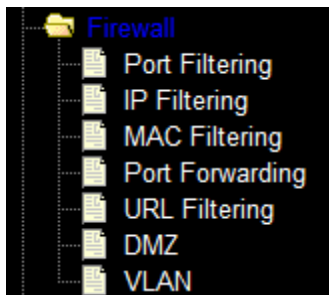 Firewall
Port Filtering
IP Filtering
MAC Filtering
Port Forwarding
URL Filtering
DMZ
VLAN